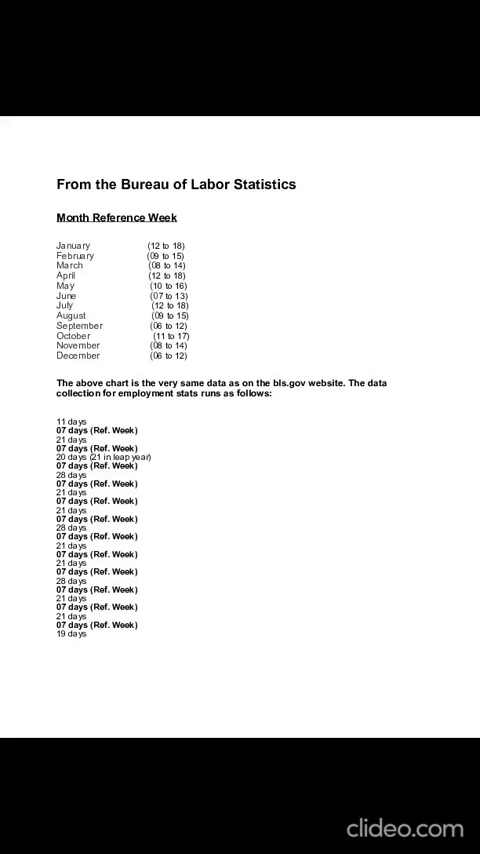 From the Bureau of Labor Statistics
Month Reference Week
January (12 to 18)
February (09 to 15)
March (08 to 14)
April (12 to 18)
May (10 to 16)
June (07 to 13)
July (12 to 18)
August (09 to 15)
September (06 to 12)
October (11 to 17)
November (08 to 14)
December (06 to 12)
The above chart is the very same data as on the bls.gov website. The data
collection for employment stats runs as follows:
11 days
07 days (Ref. Week)
21 days
07 days (Ref. Week)
20 days (21 in leap year)
07 days (Ref. Week)
28 days
07 days (Ref. Week)
21 days
07 days (Ref. Week)
21 days
07 days (Ref. Week)
28 days
07 days (Ref. Week)
21 days
07 days (Ref. Week)
21 days
07 days (Ref. Week)
28 days
07 days (Ref. Week)
21 days
07 days (Ref. Week)
21 days
07 days (Ref. Week)
19 days
clideo.com